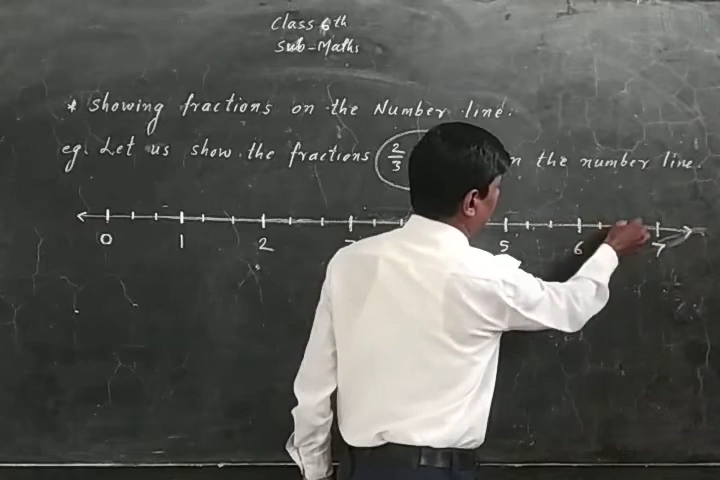 Class 6th
Sub-Maths
* Showing fractions on the Number line.
eg. Let us show the fractions 2/3 n the number line.
0 1 2 5 6 7